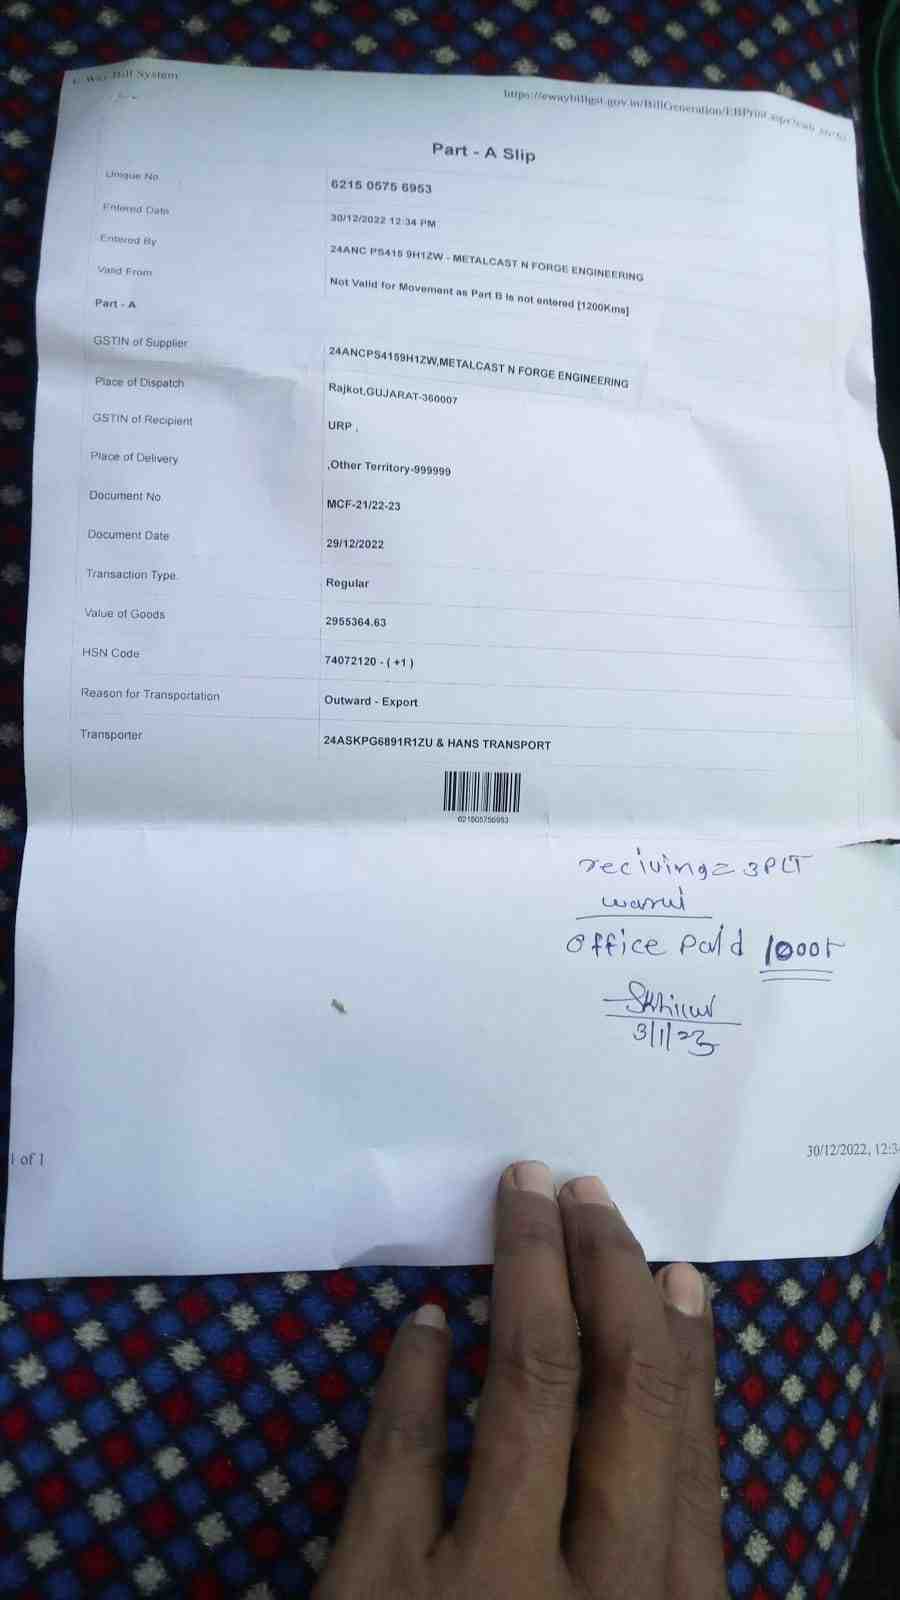 E-Way Bill System
https://ewaybillgst.gov.in/BillGeneration/EBPrint.aspx
Part - A Slip
Unique No. 6215 0575 6953
Entered Date 30/12/2022 12:34 PM
Entered By 24ANC PS415 9H1ZW - METALCAST N FORGE ENGINEERING
Valid From Not Valid for Movement as Part B is not entered [1200Kms]
Part - A
GSTIN of Supplier 24ANCPS4159H1ZW,METALCAST N FORGE ENGINEERING
Place of Dispatch Rajkot,GUJARAT-360007
GSTIN of Recipient URP ,
Place of Delivery ,Other Territory-999999
Document No. MCF-21/22-23
Document Date 29/12/2022
Transaction Type. Regular
Value of Goods 2955364.63
HSN Code 74072120 - ( +1 )
Reason for Transportation Outward - Export
Transporter 24ASKPG6891R1ZU & HANS TRANSPORT
621505756953
reciving = 3 PLT
office Paid 1000
3/1/23
1 of 1
30/12/2022, 12:3